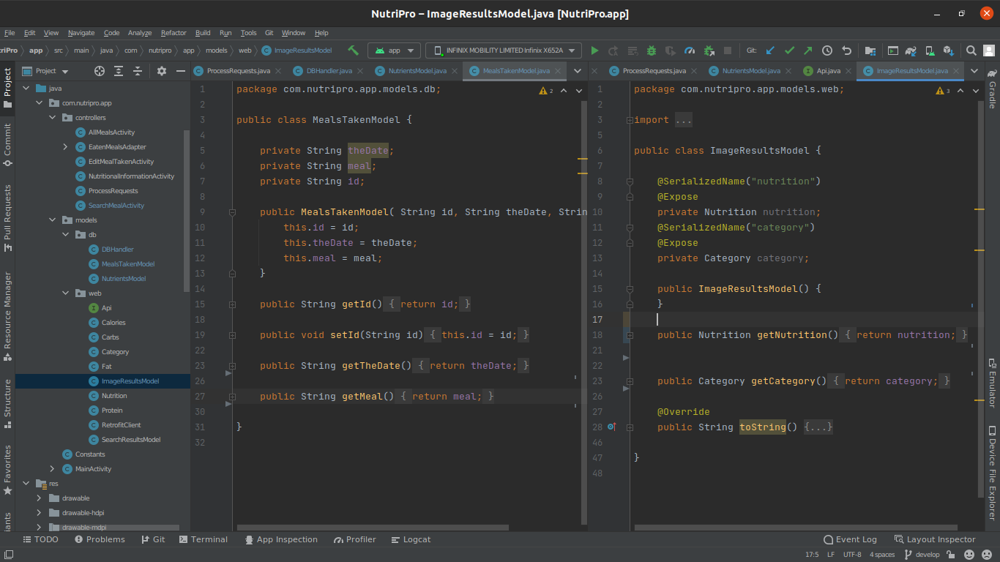 NutriPro – ImageResultsModel.java [NutriPro.app]
File Edit View Navigate Code Analyze Refactor Build Run Tools Git Window Help
triPro app src main java com nutripro app models web ImageResultsModel app INFINIX MOBILITY LIMITED Infinix X652A Git:
Project
ProcessRequests.java DBHandler.java NutrientsModel.java MealsTakenModel.java
ProcessRequests.java NutrientsModel.java Api.java ImageResultsModel.java
Project
Commit
Pull Requests
Resource Manager
Structure
Favorites
iants
java
com.nutripro.app
controllers
AllMealsActivity
EatenMealsAdapter
EditMealTakenActivity
NutritionalInformationActivity
ProcessRequests
SearchMealActivity
models
db
DBHandler
MealsTakenModel
NutrientsModel
web
Api
Calories
Carbs
Category
Fat
ImageResultsModel
Nutrition
Protein
RetrofitClient
SearchResultsModel
Constants
MainActivity
res
drawable
drawable-hdpi
drawable-mdpi
1 package com.nutripro.app.models.db; 2
2
3 public class MealsTakenModel {
4
5 private String theDate;
6 private String meal;
7 private String id;
8
9 public MealsTakenModel( String id, String theDate, Strin
10 this.id = id;
11 this.theDate = theDate;
12 this.meal = meal;
13 }
14
15 public String getId() { return id; }
18
19 public void setId(String id) { this.id = id; }
22
23 public String getTheDate() { return theDate; }
26
27 public String getMeal() { return meal; }
30
31 }
32
1 package com.nutripro.app.models.web; 3
2
3 import ...
5
6 public class ImageResultsModel {
7
8 @SerializedName("nutrition")
9 @Expose
10 private Nutrition nutrition;
11 @SerializedName("category")
12 @Expose
13 private Category category;
14
15 public ImageResultsModel() {
16 }
17
18 public Nutrition getNutrition() { return nutrition; }
21
22
23 public Category getCategory() { return category; }
26
27 @Override
28 public String toString() {...}
46
47 }
48
Gradle
Emulator
Device File Explorer
TODO Problems Git Terminal App Inspection Profiler Logcat Event Log Layout Inspector
17:5 LF UTF-8 4 spaces develop